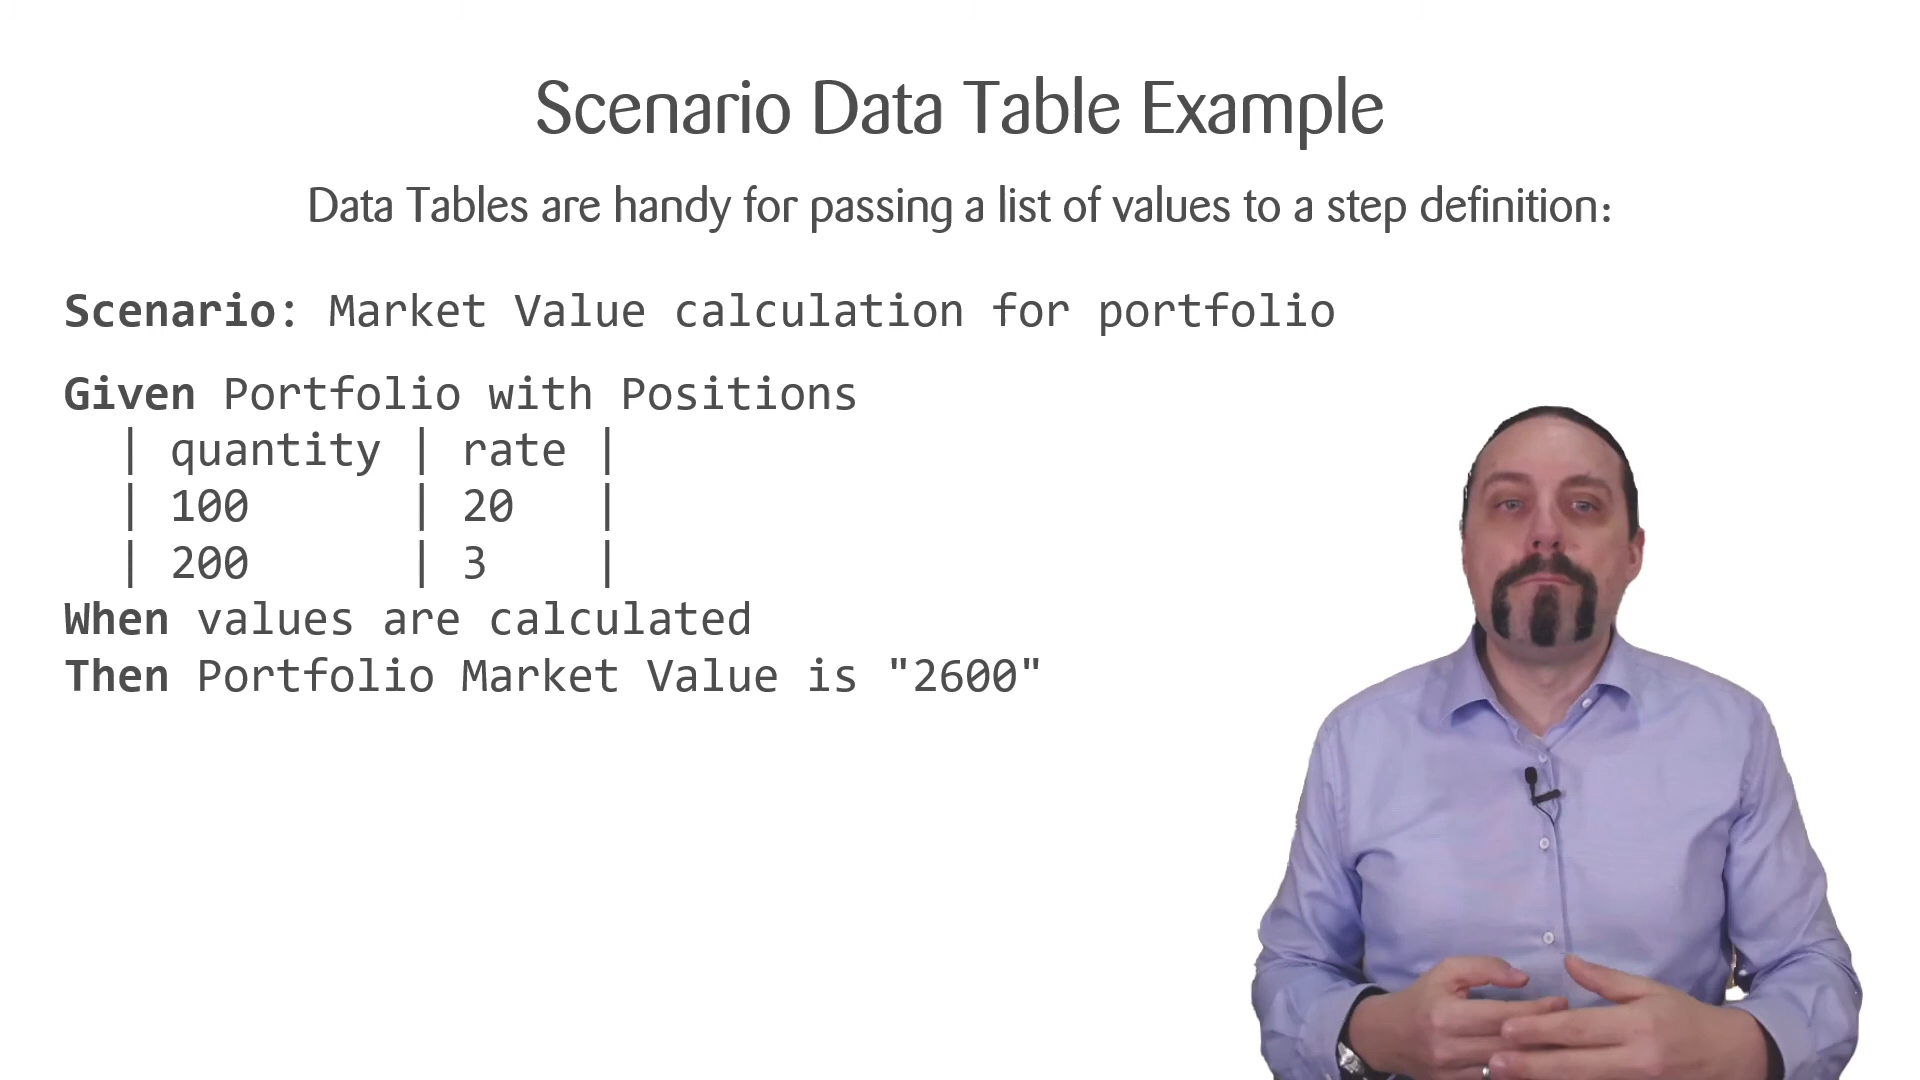 Scenario Data Table Example
Data Tables are handy for passing a list of values to a step definition:
Scenario: Market Value calculation for portfolio
Given Portfolio with Positions
| quantity | rate |
| 100 | 20 |
| 200 | 3 |
When values are calculated
Then Portfolio Market Value is "2600"